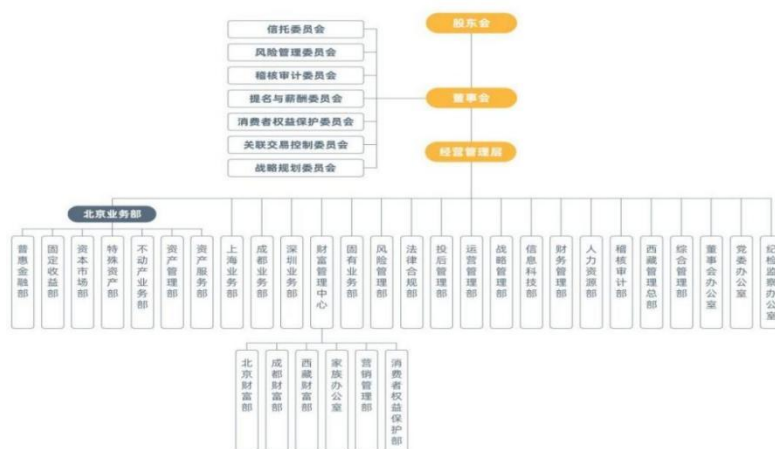 股东会
信托委员会
风险管理委员会
稽核审计委员会
提名与薪酬委员会
消费者权益保护委员会
关联交易控制委员会
战略规划委员会
董事会
经营管理层
北京业务部
普惠金融部
固定收益部
资本市场部
特殊资产部
不动产业务部
资产管理部
资产服务部
上海业务部
成都业务部
深圳业务部
财富管理中心
固有业务部
风险管理部
法律合规部
投后管理部
运营管理部
战略管理部
信息科技部
财务管理部
人力资源部
稽核审计部
西藏管理总部
综合管理部
董事会办公室
党委办公室
纪检监察办公室
北京财富部
成都财富部
西藏财富部
家族办公室
营销管理部
消费者权益保护部